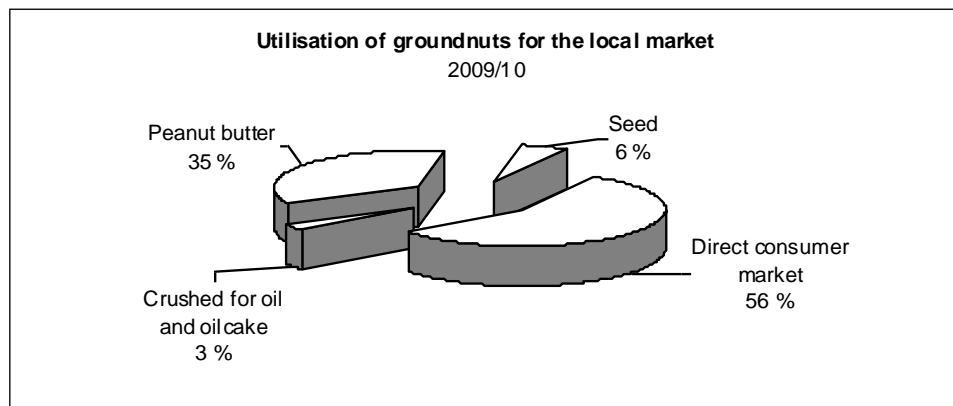 Utilisation of groundnuts for the local market
2009/10
Peanut butter
35 %
Seed
6 %
Direct consumer
market
56 %
Crushed for oil
and oilcake
3 %